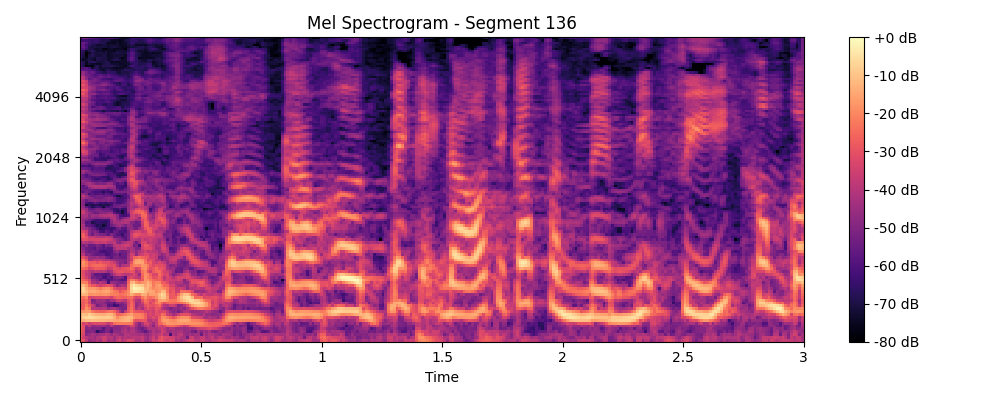 Mel Spectrogram - Segment 136
+0 dB
-10 dB
-20 dB
-30 dB
-40 dB
-50 dB
-60 dB
-70 dB
-80 dB
Frequency
4096
2048
1024
512
0
0
0.5
1
1.5
2
2.5
3
Time